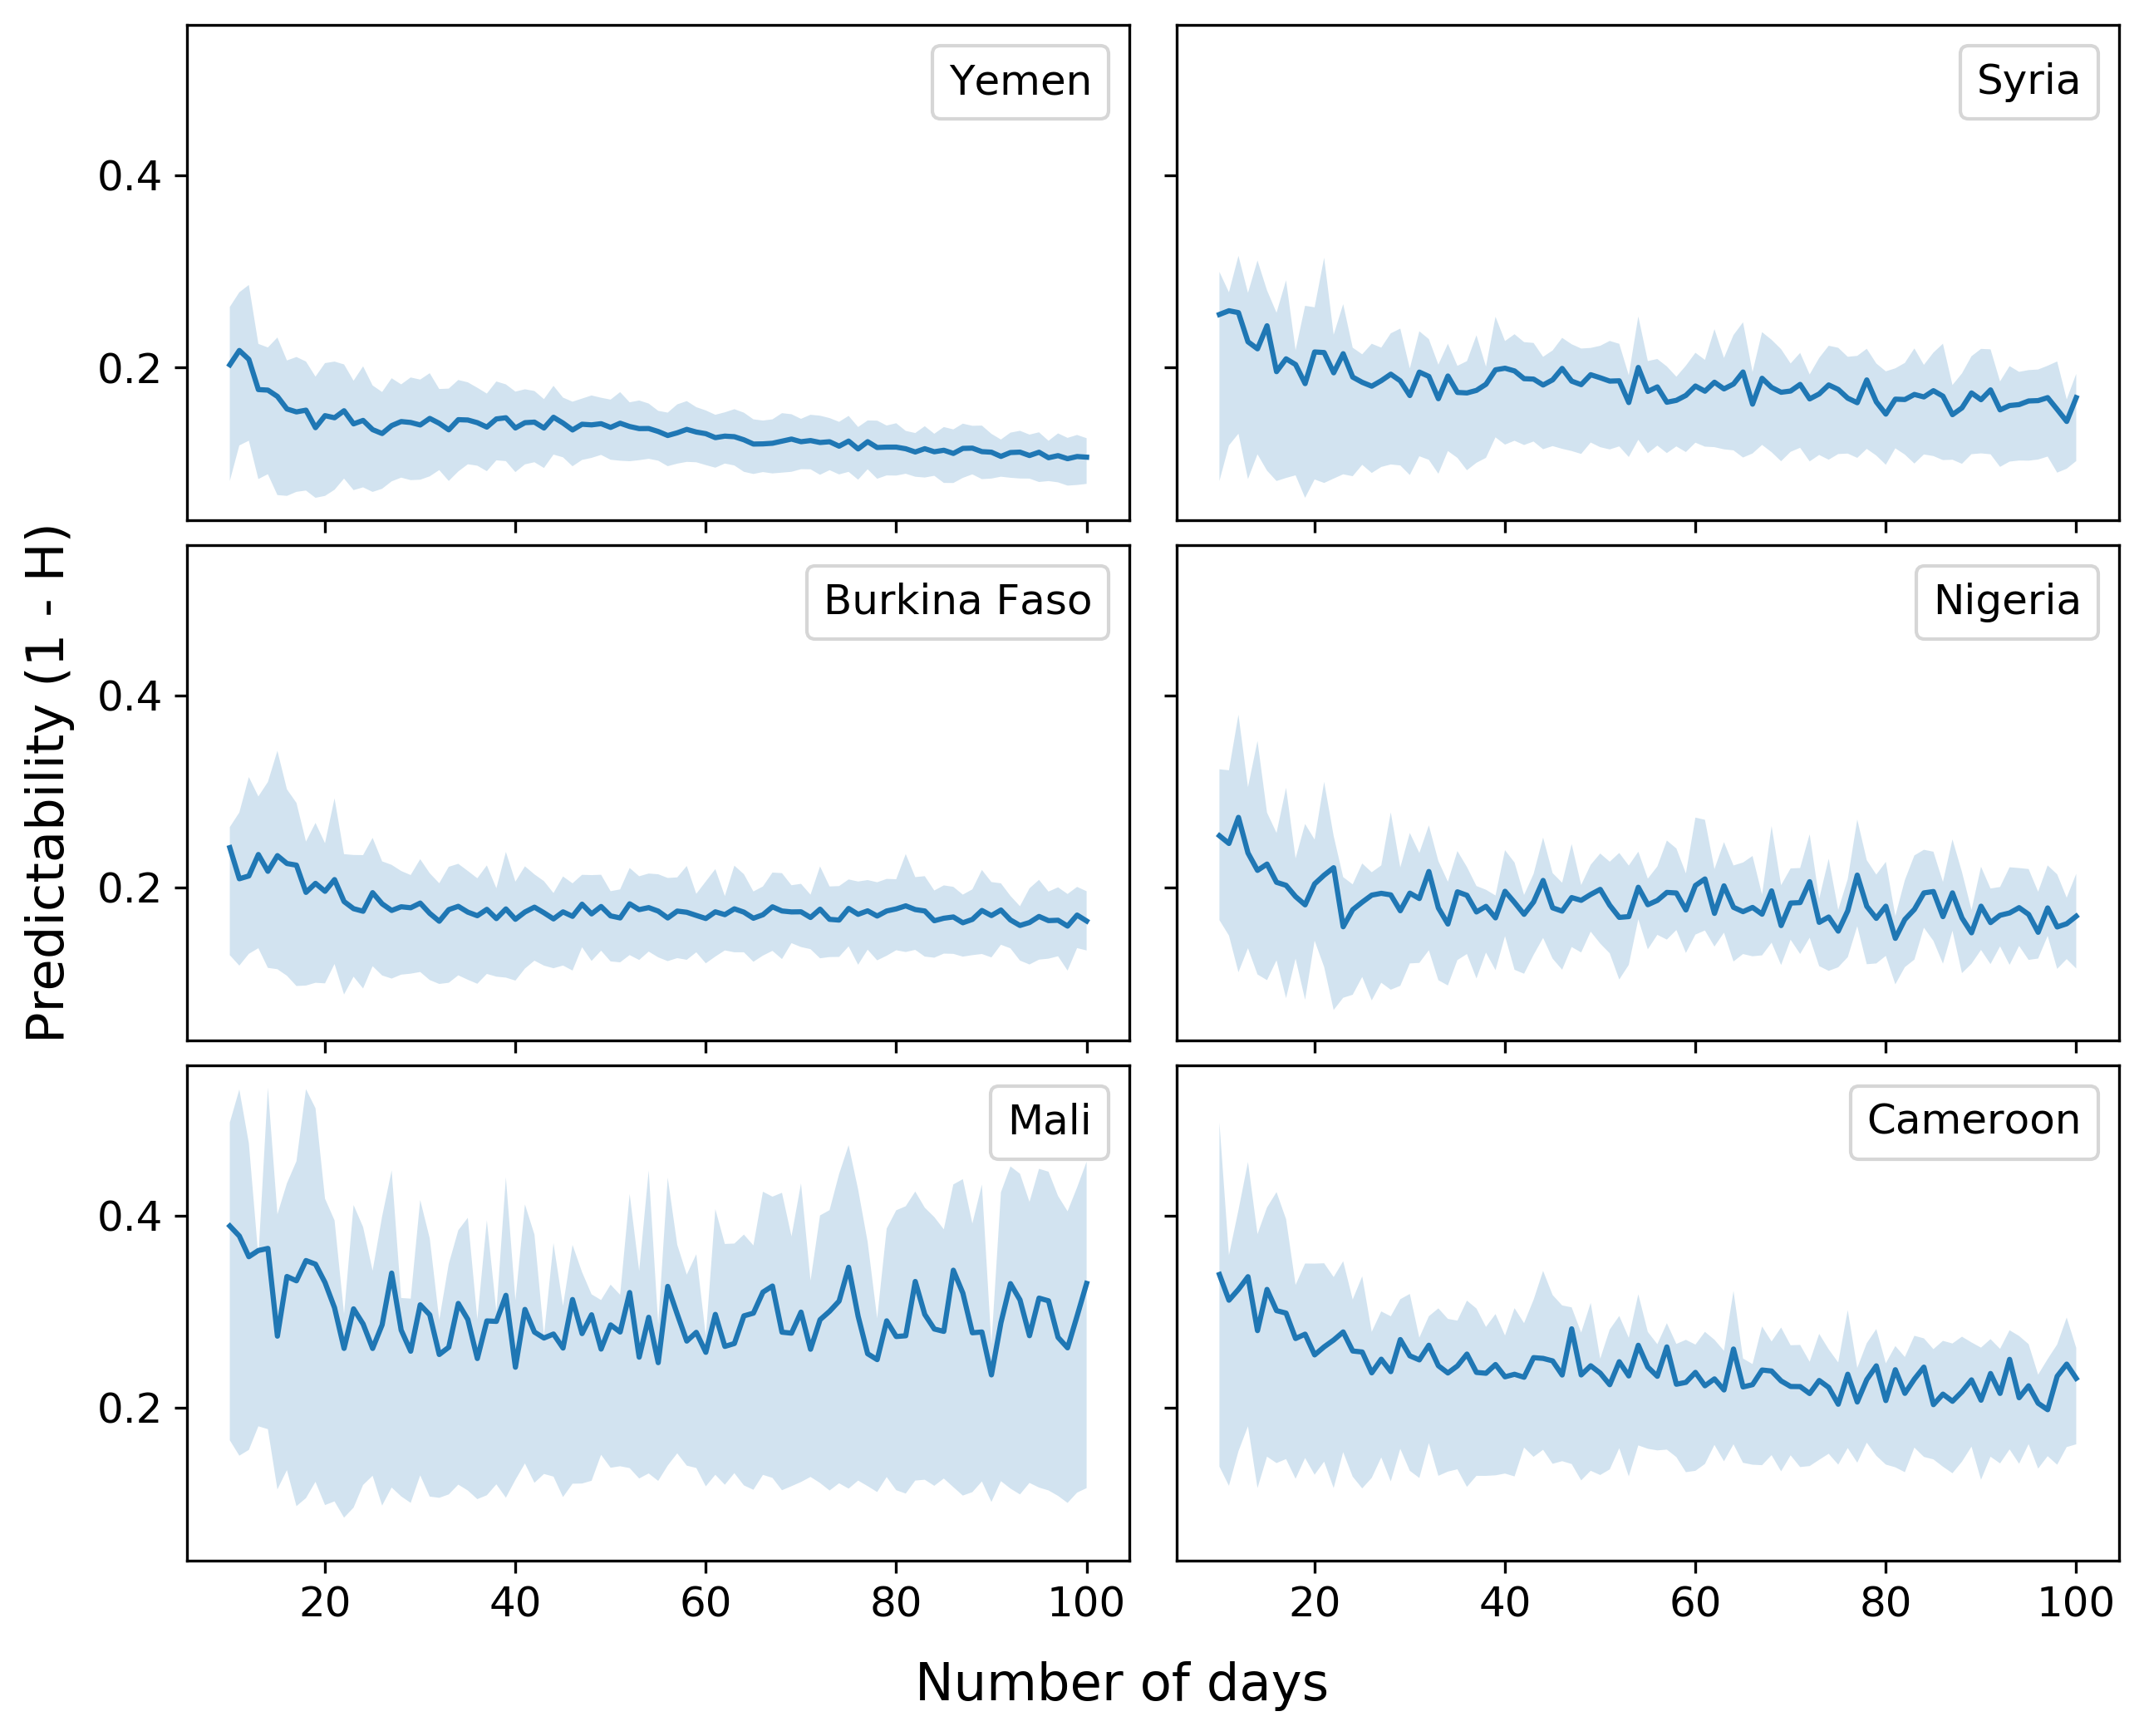 Yemen
Syria
0.4
0.2
Burkina Faso
Nigeria
0.4
0.2
Predictability (1 - H)
Mali
Cameroon
0.4
0.2
20 40 60 80 100 20 40 60 80 100
Number of days